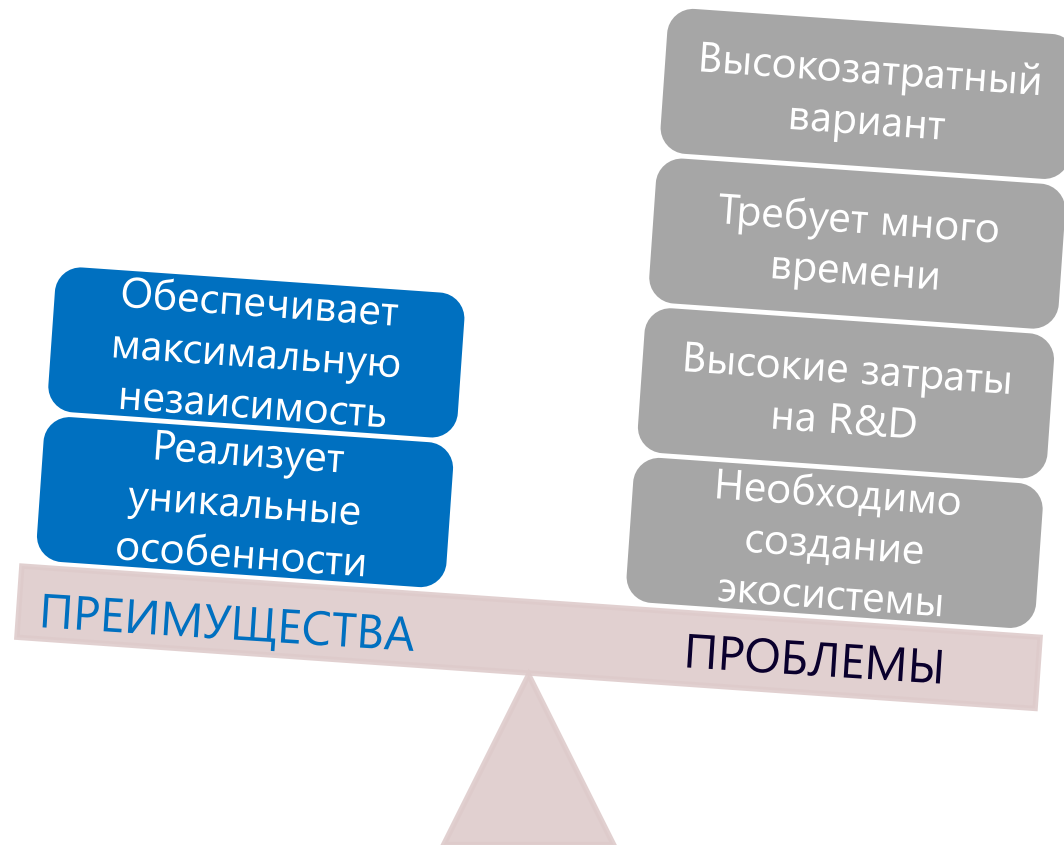 Обеспечивает
максимальную
незаисимость
Реализует
уникальные
особенности
ПРЕИМУЩЕСТВА
Высокозатратный
вариант
Требует много
времени
Высокие затраты
на R&D
Необходимо
создание
экосистемы
ПРОБЛЕМЫ